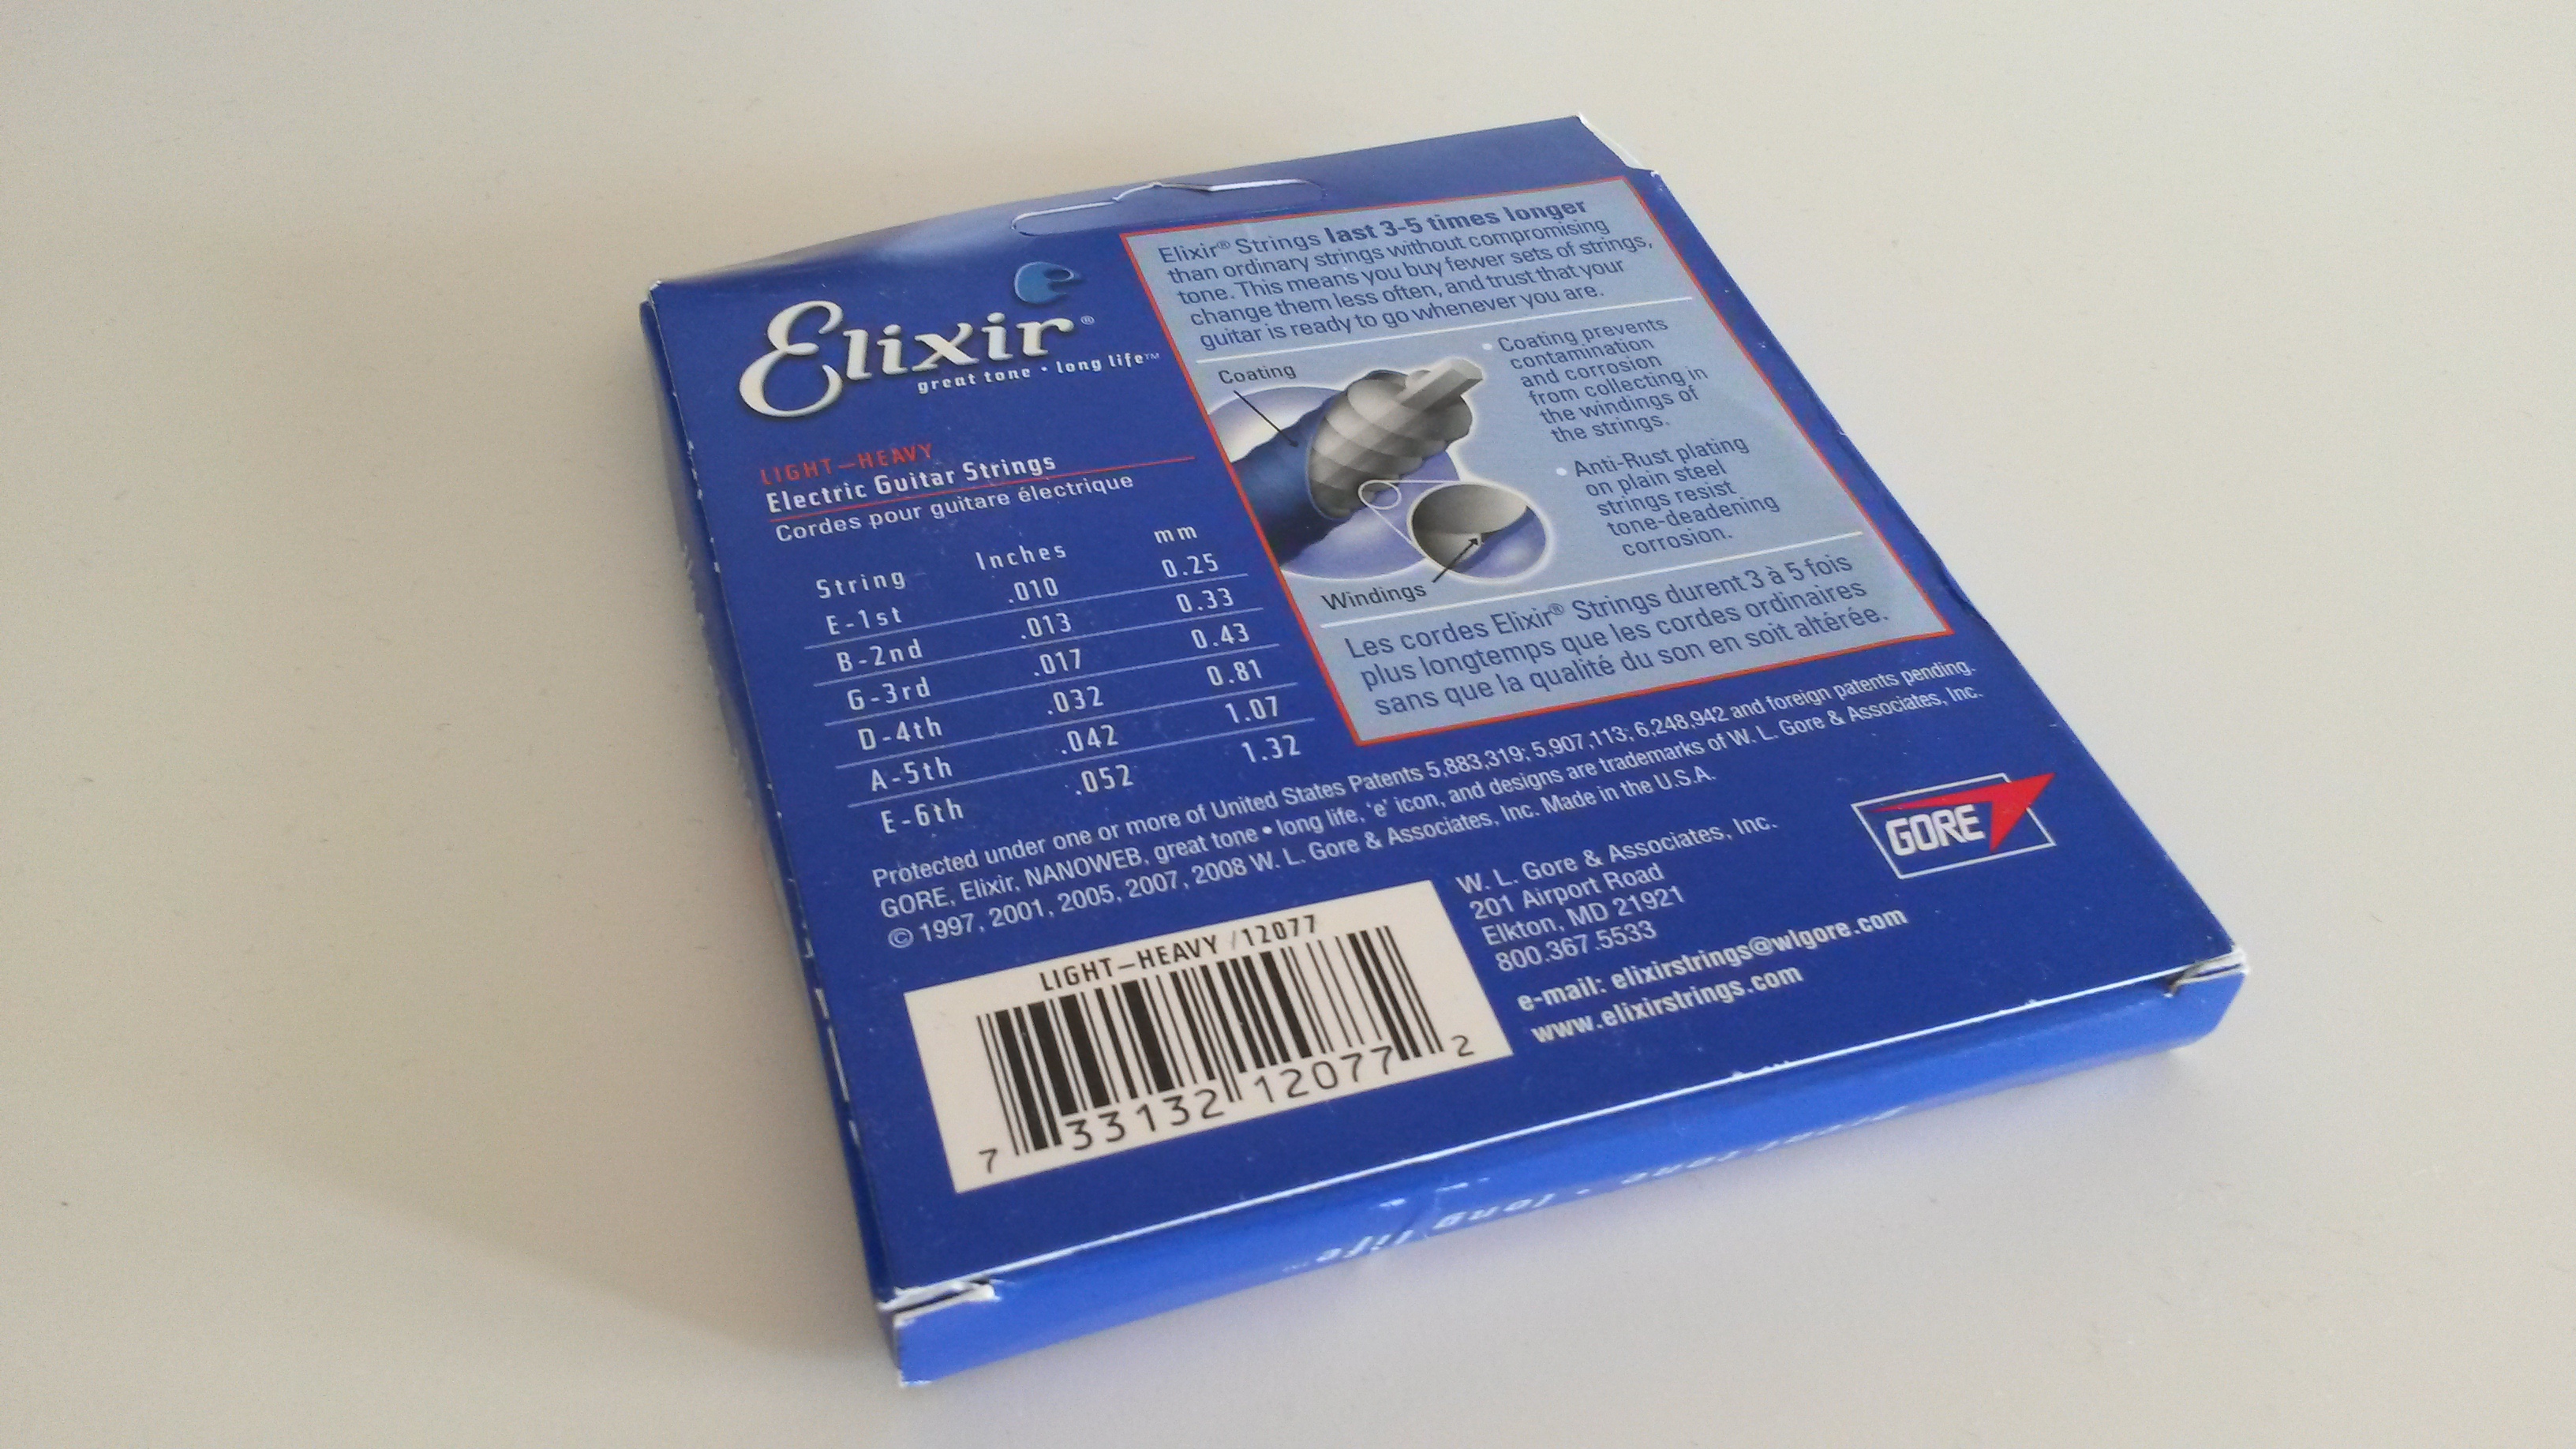 Elixir®
great tone • long life™
LIGHT–HEAVY
Electric Guitar Strings
Cordes pour guitare électrique
String Inches mm
E-1st .010 0.25
B-2nd .013 0.33
G-3rd .017 0.43
D-4th .032 0.81
A-5th .042 1.07
E-6th .052 1.32
Elixir® Strings last 3-5 times longer
than ordinary strings without compromising
tone. This means you buy fewer sets of strings,
change them less often, and trust that your
guitar is ready to go whenever you are.
Coating
Windings
• Coating prevents
contamination
and corrosion
from collecting in
the windings of
the strings.
• Anti-Rust plating
on plain steel
strings resist
tone-deadening
corrosion.
Les cordes Elixir® Strings durent 3 à 5 fois
plus longtemps que les cordes ordinaires
sans que la qualité du son en soit altérée.
Protected under one or more of United States Patents 5,883,319; 5,907,113; 6,248,942 and foreign patents pending.
GORE, Elixir, NANOWEB, great tone • long life, 'e' icon, and designs are trademarks of W. L. Gore & Associates, Inc.
© 1997, 2001, 2005, 2007, 2008 W. L. Gore & Associates, Inc. Made in the U.S.A.
LIGHT–HEAVY /12077
7 33132 12077 2
W. L. Gore & Associates, Inc.
201 Airport Road
Elkton, MD 21921
800.367.5533
e-mail: elixirstrings@wlgore.com
www.elixirstrings.com
GORE
tone • long life™